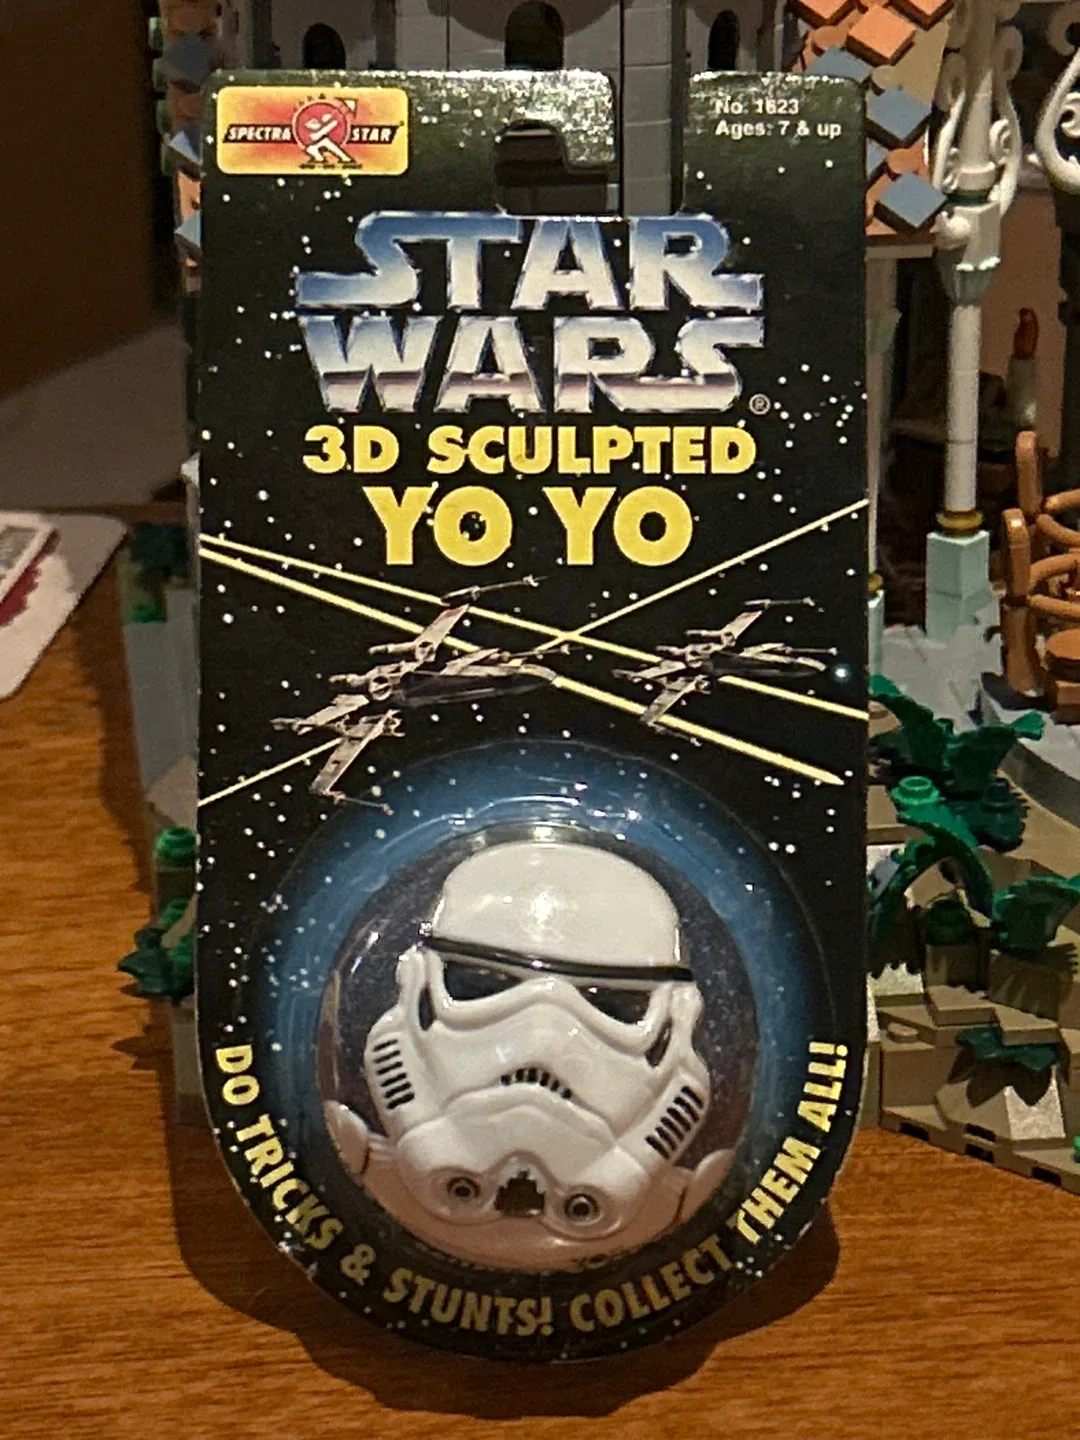 SPECTRA STAR
No. 1623
Ages: 7 & up
STAR
WARS®
3D SCULPTED
YO YO
DO TRICKS & STUNTS! COLLECT THEM ALL!